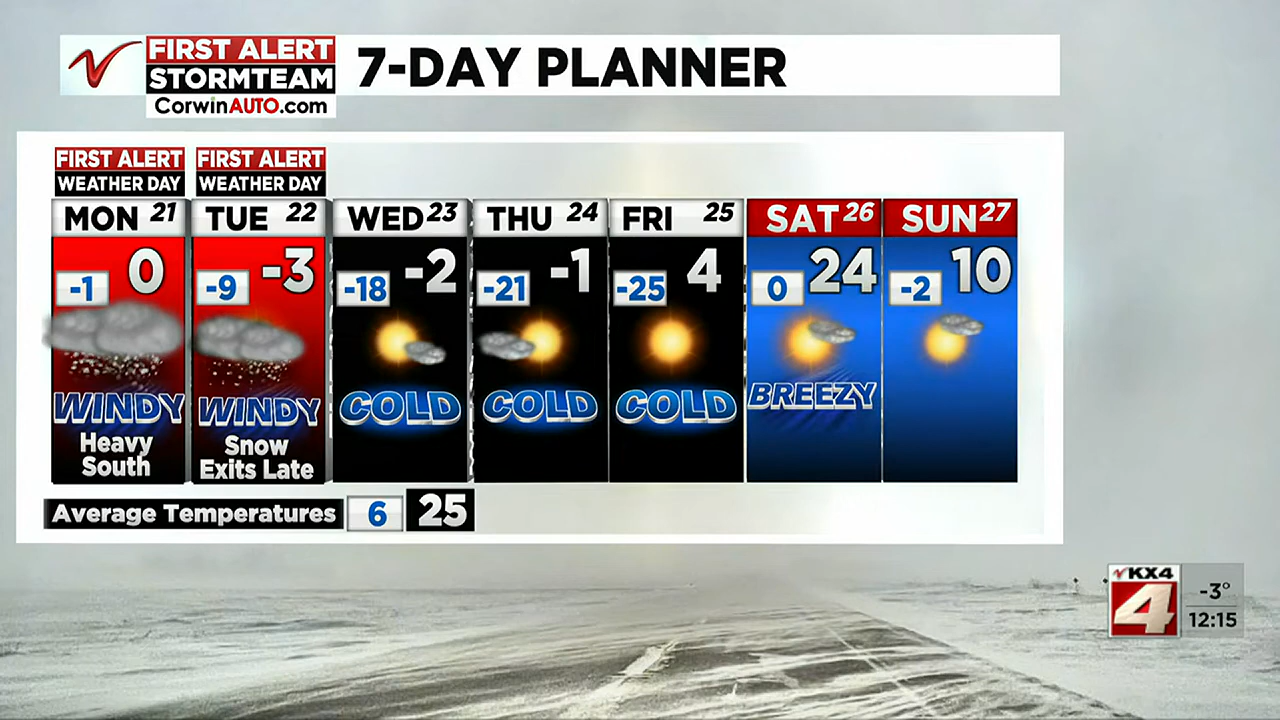 FIRST ALERT
STORMTEAM
CorwinAUTO.com
7-DAY PLANNER
FIRST ALERT
WEATHER DAY
FIRST ALERT
WEATHER DAY
MON 21
TUE 22
WED 23
THU 24
FRI 25
SAT 26
SUN 27
-1 0
-9 -3
-18 -2
-21 -1
-25 4
0 24
-2 10
WINDY
Heavy
South
WINDY
Snow
Exits Late
COLD
COLD
COLD
BREEZY
Average Temperatures 6 25
KX4
4
-3°
12:15